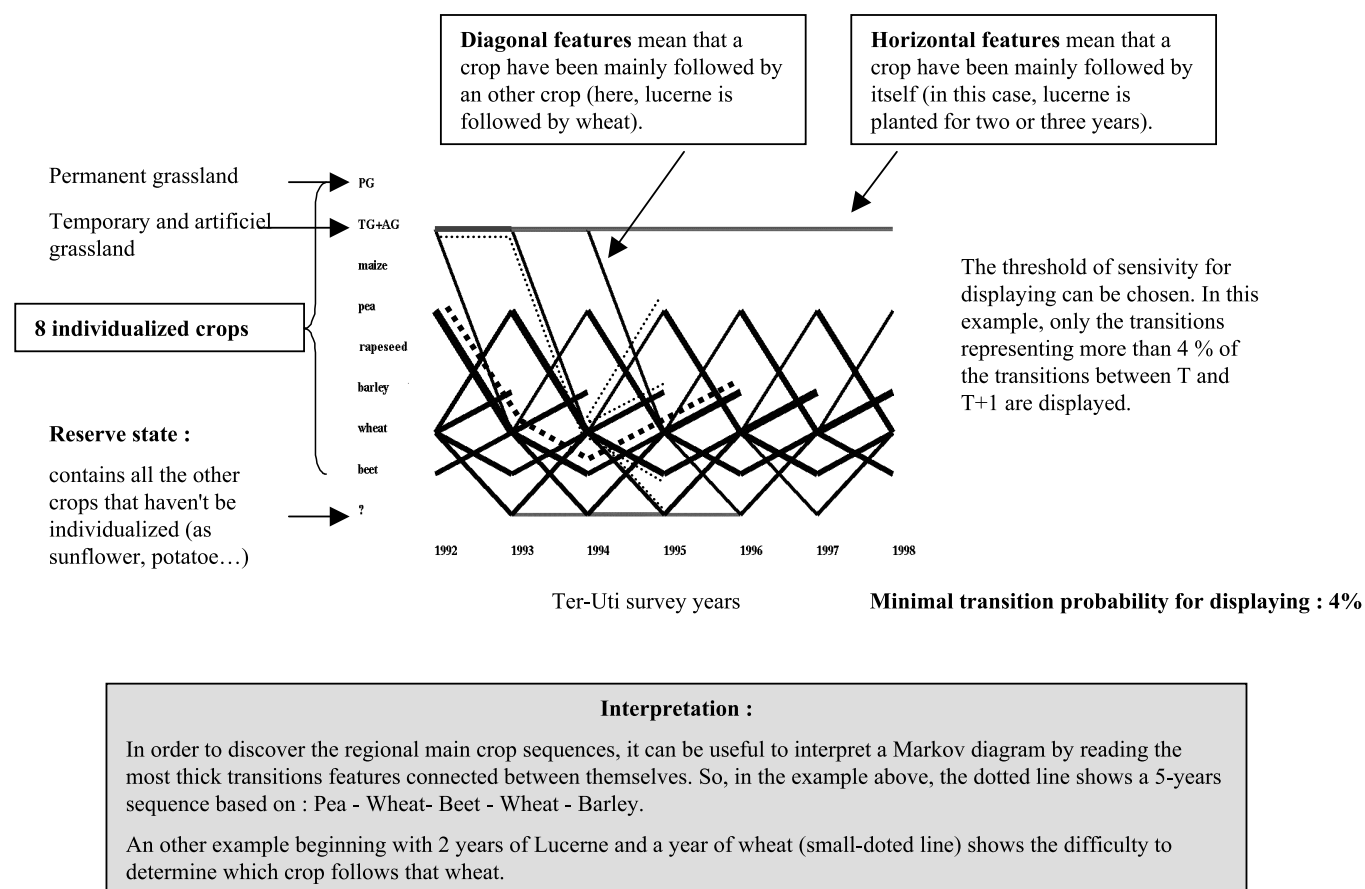 Diagonal features mean that a
crop have been mainly followed by
an other crop (here, lucerne is
followed by wheat).
Horizontal features mean that a
crop have been mainly followed by
itself (in this case, lucerne is
planted for two or three years).
Permanent grassland
Temporary and artificiel
grassland
8 individualized crops
Reserve state :
contains all the other
crops that haven't be
individualized (as
sunflower, potatoe…)
PG
TG+AG
maize
pea
rapeseed
barley
wheat
beet
?
The threshold of sensivity for
displaying can be chosen. In this
example, only the transitions
representing more than 4 % of
the transitions between T and
T+1 are displayed.
1992 1993 1994 1995 1996 1997 1998
Ter-Uti survey years
Minimal transition probability for displaying : 4%
Interpretation :
In order to discover the regional main crop sequences, it can be useful to interpret a Markov diagram by reading the
most thick transitions features connected between themselves. So, in the example above, the dotted line shows a 5-years
sequence based on : Pea - Wheat- Beet - Wheat - Barley.
An other example beginning with 2 years of Lucerne and a year of wheat (small-doted line) shows the difficulty to
determine which crop follows that wheat.